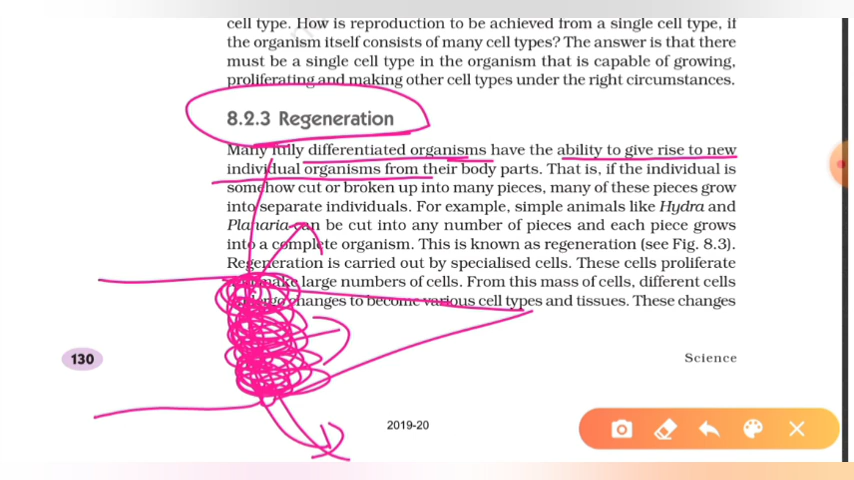 cell type. How is reproduction to be achieved from a single cell type, if
the organism itself consists of many cell types? The answer is that there
must be a single cell type in the organism that is capable of growing,
proliferating and making other cell types under the right circumstances.
8.2.3 Regeneration
Many fully differentiated organisms have the ability to give rise to new
individual organisms from their body parts. That is, if the individual is
somehow cut or broken up into many pieces, many of these pieces grow
into separate individuals. For example, simple animals like Hydra and
Planaria can be cut into any number of pieces and each piece grows
into a complete organism. This is known as regeneration (see Fig. 8.3).
Regeneration is carried out by specialised cells. These cells proliferate
make large numbers of cells. From this mass of cells, different cells
changes to become various cell types and tissues. These changes
130
Science
2019-20